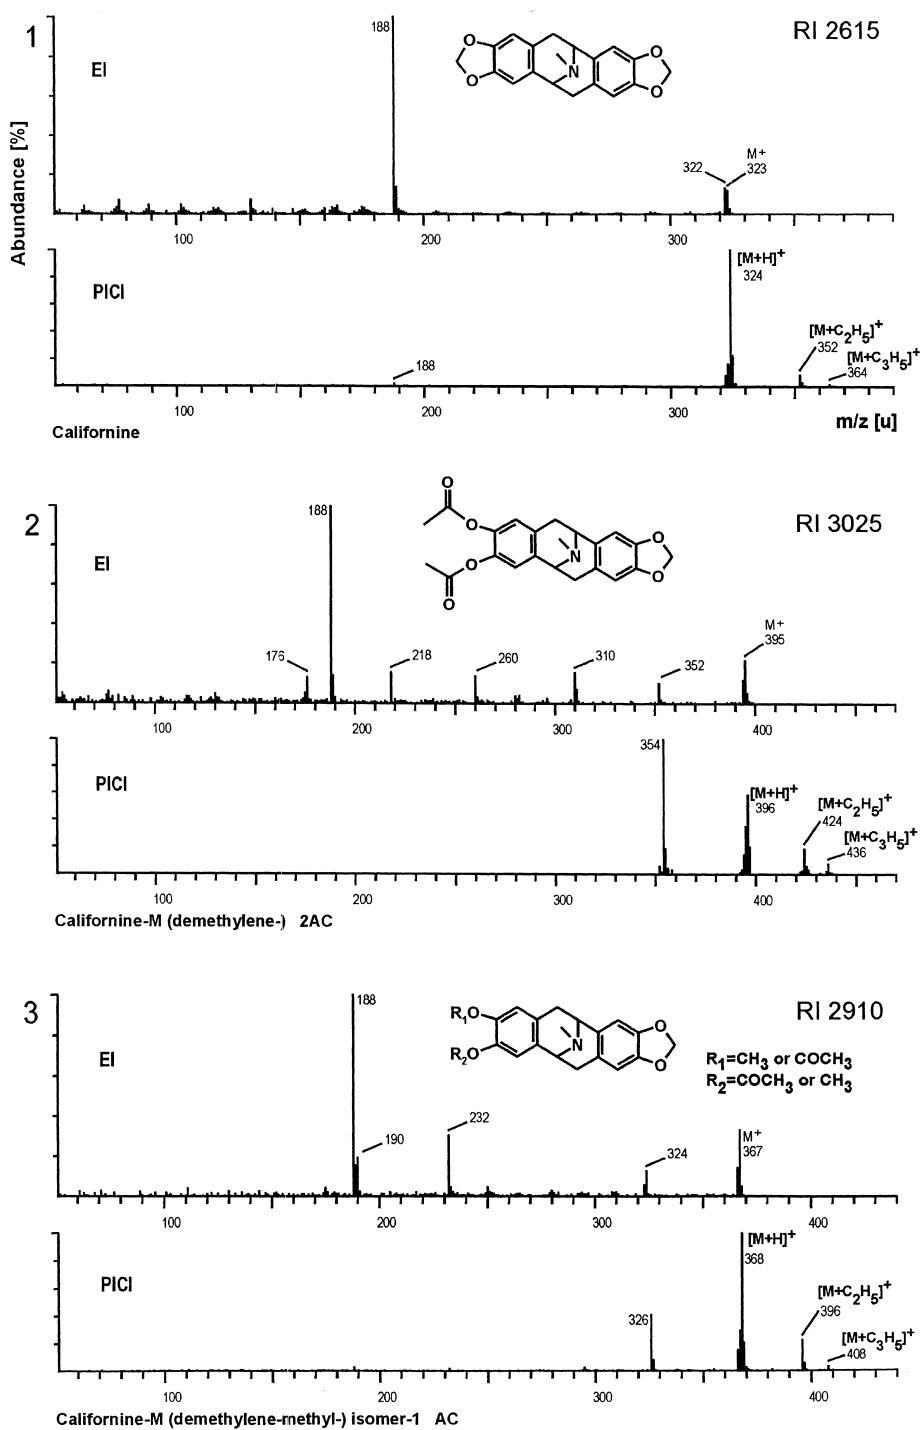 1
RI 2615
EI
188
O
O
N
O
O
322
M+
323
100
200
300
Abundance [%]
PICI
[M+H]+
324
188
[M+C2H5]+
352
[M+C3H5]+
364
100
200
300
m/z [u]
Californine
2
RI 3025
EI
188
O
O
O
O
N
O
O
176
218
260
310
352
M+
395
100
200
300
400
PICI
354
[M+H]+
396
[M+C2H5]+
424
[M+C3H5]+
436
100
200
300
400
Californine-M (demethylene-) 2AC
3
RI 2910
EI
188
R1O
R2O
N
O
O
R1=CH3 or COCH3
R2=COCH3 or CH3
190
232
324
M+
367
100
200
300
400
PICI
326
[M+H]+
368
[M+C2H5]+
396
[M+C3H5]+
408
100
200
300
400
Californine-M (demethylene-methyl-) isomer-1 AC